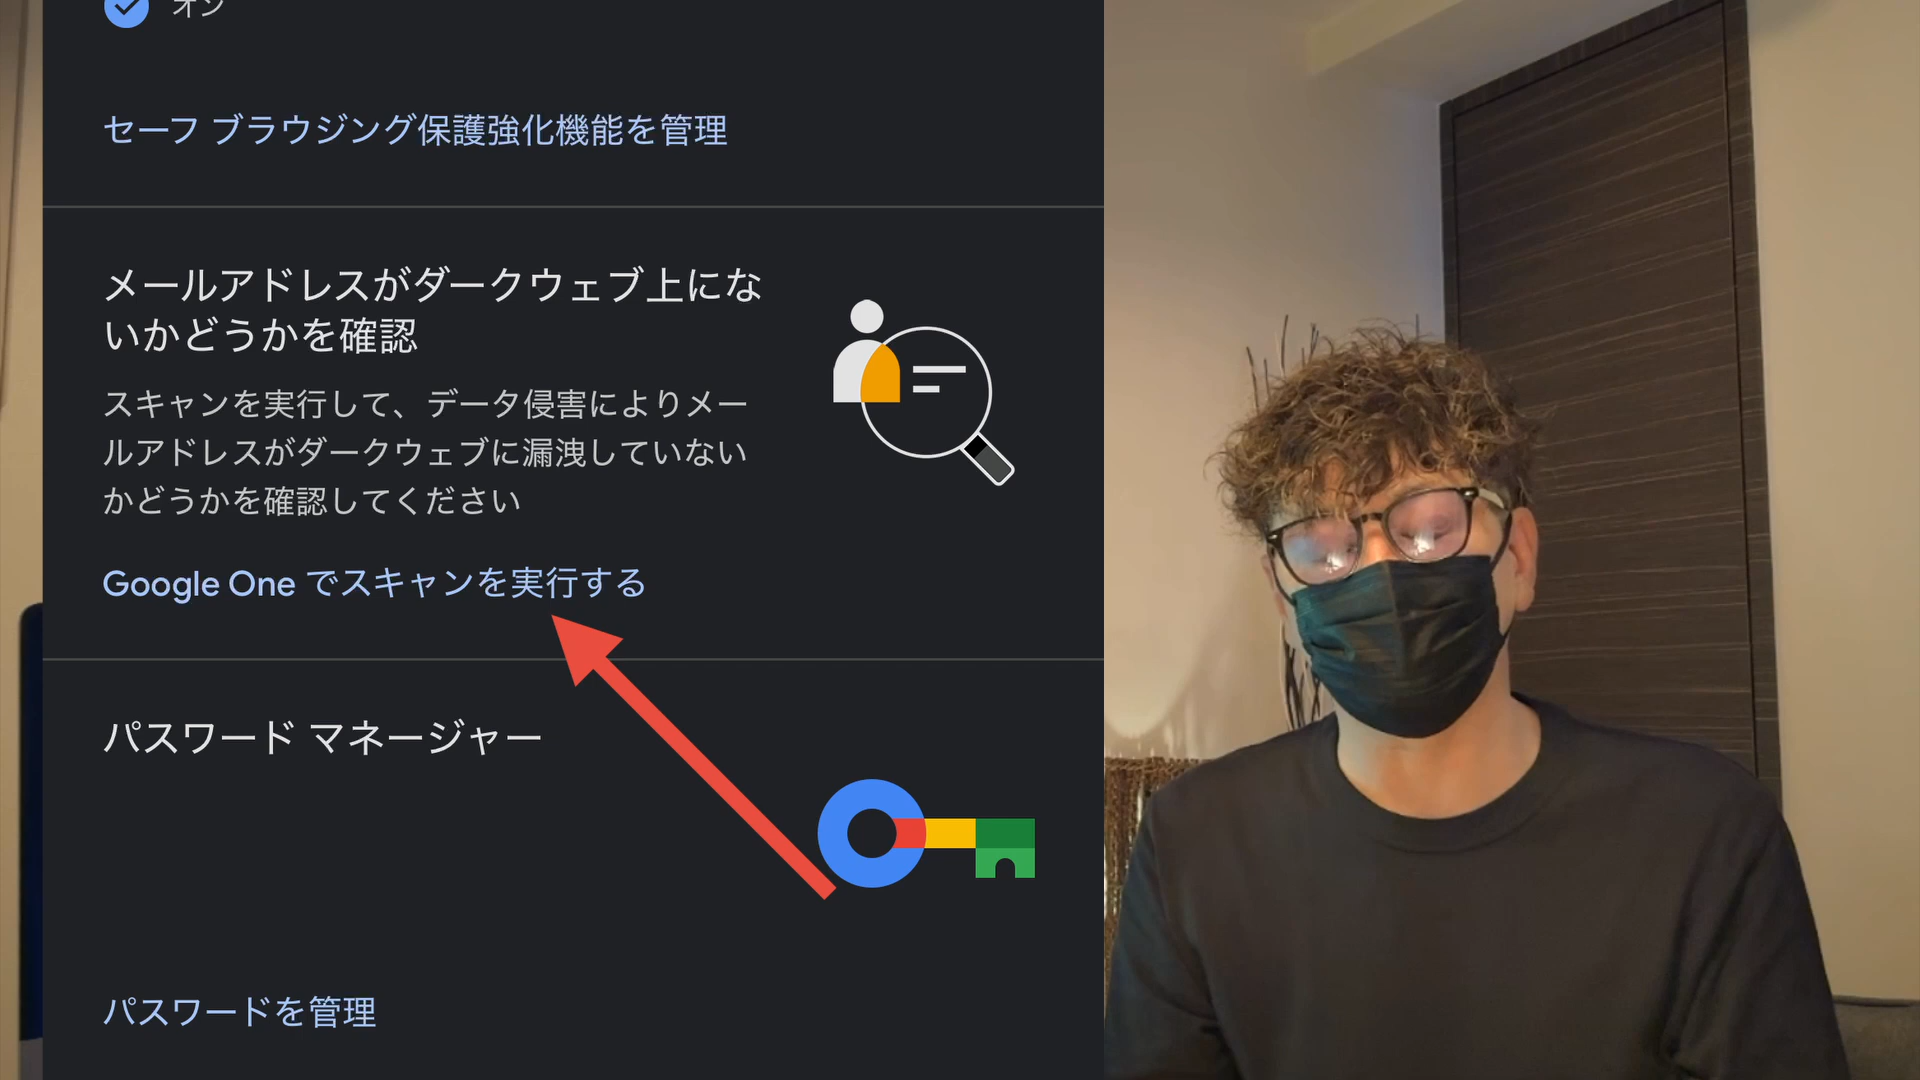 オン
セーフ ブラウジング保護強化機能を管理
メールアドレスがダークウェブ上にな
いかどうかを確認
スキャンを実行して、データ侵害によりメー
ルアドレスがダークウェブに漏洩していない
かどうかを確認してください
Google One でスキャンを実行する
パスワード マネージャー
パスワードを管理